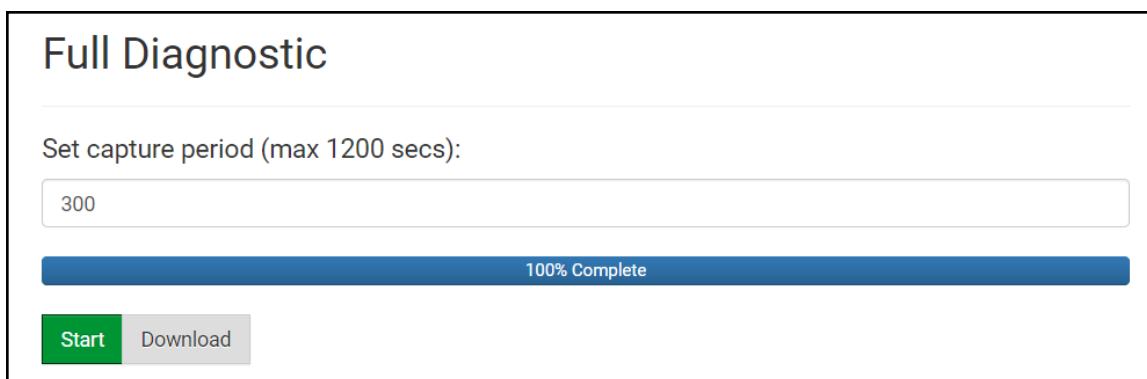 Full Diagnostic
Set capture period (max 1200 secs):
300
100% Complete
Start Download